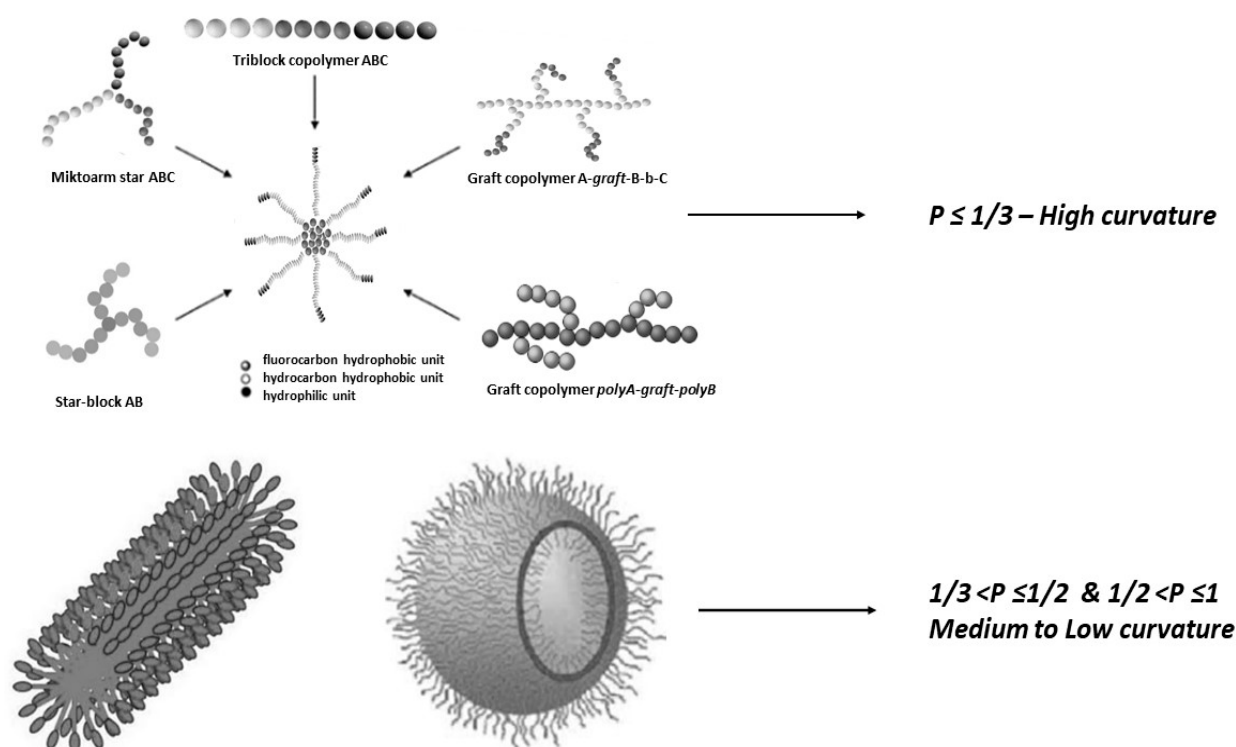 Triblock copolymer ABC
Miktoarm star ABC
Graft copolymer A-graft-B-b-C
P ≤ 1/3 – High curvature
fluorocarbon hydrophobic unit
hydrocarbon hydrophobic unit
hydrophilic unit
Star-block AB
Graft copolymer polyA-graft-polyB
1/3 <P ≤1/2 & 1/2 <P ≤1
Medium to Low curvature